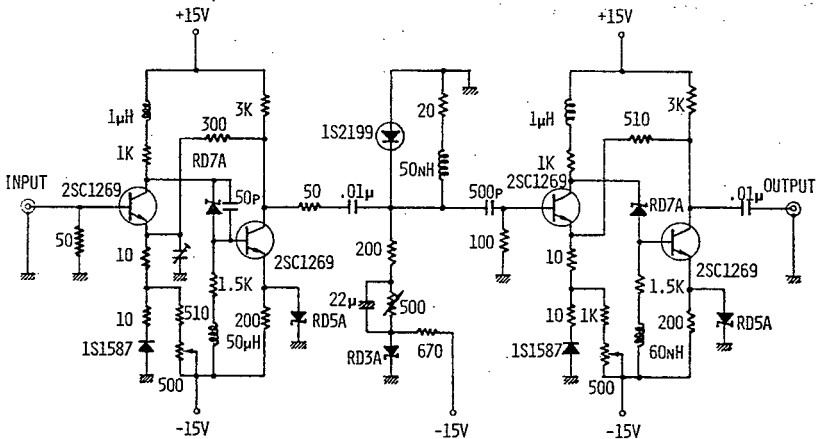 +15V
+15V
1μH
3K
300
1K
RD7A
INPUT
2SC1269
50P
50
10
2SC1269
1.5K
10
510
200
RD5A
1S1587
50μH
500
-15V
50
.01μ
1S2199
20
50NH
500P
200
22μ
500
RD3A
670
-15V
1μH
510
3K
1K
2SC1269
RD7A
.01μ
OUTPUT
100
10
2SC1269
1.5K
10
1K
200
RD5A
1S1587
60NH
500
-15V